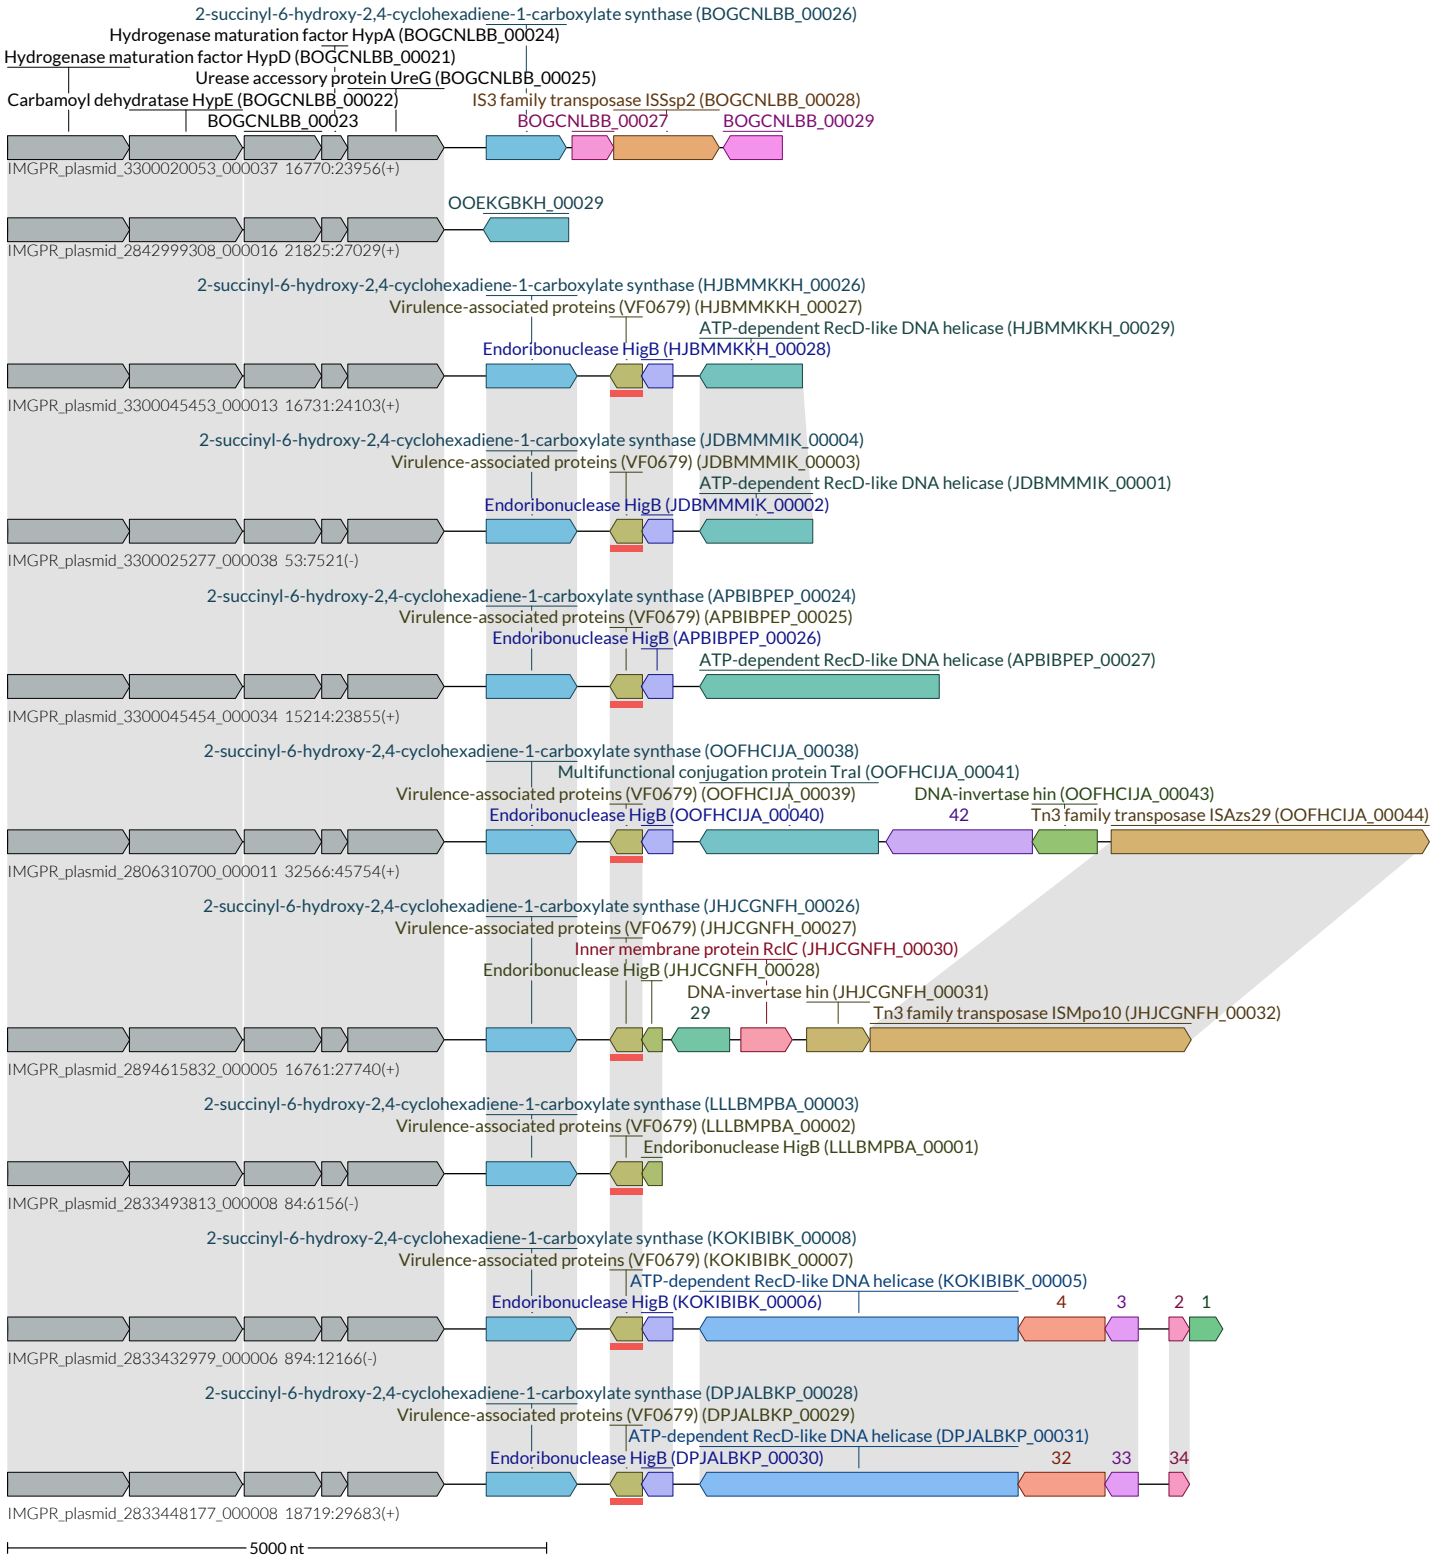 2-succinyl-6-hydroxy-2,4-cyclohexadiene-1-carboxylate synthase (BOGCNLBB_00026)
Hydrogenase maturation factor HypA (BOGCNLBB_00024)
Hydrogenase maturation factor HypD (BOGCNLBB_00021)
Urease accessory protein UreG (BOGCNLBB_00025)
Carbamoyl dehydratase HypE (BOGCNLBB_00022) IS3 family transposase ISSsp2 (BOGCNLBB_00028)
BOGCNLBB_00023 BOGCNLBB_00027 BOGCNLBB_00029
IMGPR_plasmid_3300020053_000037 16770:23956(+)
OOEKGBKH_00029
IMGPR_plasmid_2842999308_000016 21825:27029(+)
2-succinyl-6-hydroxy-2,4-cyclohexadiene-1-carboxylate synthase (HJBMMKKH_00026)
Virulence-associated proteins (VF0679) (HJBMMKKH_00027)
ATP-dependent RecD-like DNA helicase (HJBMMKKH_00029)
Endoribonuclease HigB (HJBMMKKH_00028)
IMGPR_plasmid_3300045453_000013 16731:24103(+)
2-succinyl-6-hydroxy-2,4-cyclohexadiene-1-carboxylate synthase (JDBMMMIK_00004)
Virulence-associated proteins (VF0679) (JDBMMMIK_00003)
ATP-dependent RecD-like DNA helicase (JDBMMMIK_00001)
Endoribonuclease HigB (JDBMMMIK_00002)
IMGPR_plasmid_3300025277_000038 53:7521(-)
2-succinyl-6-hydroxy-2,4-cyclohexadiene-1-carboxylate synthase (APBIBPEP_00024)
Virulence-associated proteins (VF0679) (APBIBPEP_00025)
Endoribonuclease HigB (APBIBPEP_00026)
ATP-dependent RecD-like DNA helicase (APBIBPEP_00027)
IMGPR_plasmid_3300045454_000034 15214:23855(+)
2-succinyl-6-hydroxy-2,4-cyclohexadiene-1-carboxylate synthase (OOFHCIJA_00038)
Multifunctional conjugation protein TraI (OOFHCIJA_00041)
Virulence-associated proteins (VF0679) (OOFHCIJA_00039) DNA-invertase hin (OOFHCIJA_00043)
Endoribonuclease HigB (OOFHCIJA_00040) 42 Tn3 family transposase ISAzs29 (OOFHCIJA_00044)
IMGPR_plasmid_2806310700_000011 32566:45754(+)
2-succinyl-6-hydroxy-2,4-cyclohexadiene-1-carboxylate synthase (JHJCGNFH_00026)
Virulence-associated proteins (VF0679) (JHJCGNFH_00027)
Inner membrane protein RclC (JHJCGNFH_00030)
Endoribonuclease HigB (JHJCGNFH_00028)
DNA-invertase hin (JHJCGNFH_00031)
29 Tn3 family transposase ISMpo10 (JHJCGNFH_00032)
IMGPR_plasmid_2894615832_000005 16761:27740(+)
2-succinyl-6-hydroxy-2,4-cyclohexadiene-1-carboxylate synthase (LLLBMPBA_00003)
Virulence-associated proteins (VF0679) (LLLBMPBA_00002)
Endoribonuclease HigB (LLLBMPBA_00001)
IMGPR_plasmid_2833493813_000008 84:6156(-)
2-succinyl-6-hydroxy-2,4-cyclohexadiene-1-carboxylate synthase (KOKIBIBK_00008)
Virulence-associated proteins (VF0679) (KOKIBIBK_00007)
ATP-dependent RecD-like DNA helicase (KOKIBIBK_00005)
Endoribonuclease HigB (KOKIBIBK_00006) 4 3 2 1
IMGPR_plasmid_2833432979_000006 894:12166(-)
2-succinyl-6-hydroxy-2,4-cyclohexadiene-1-carboxylate synthase (DPJALBKP_00028)
Virulence-associated proteins (VF0679) (DPJALBKP_00029)
ATP-dependent RecD-like DNA helicase (DPJALBKP_00031)
Endoribonuclease HigB (DPJALBKP_00030) 32 33 34
IMGPR_plasmid_2833448177_000008 18719:29683(+)
5000 nt